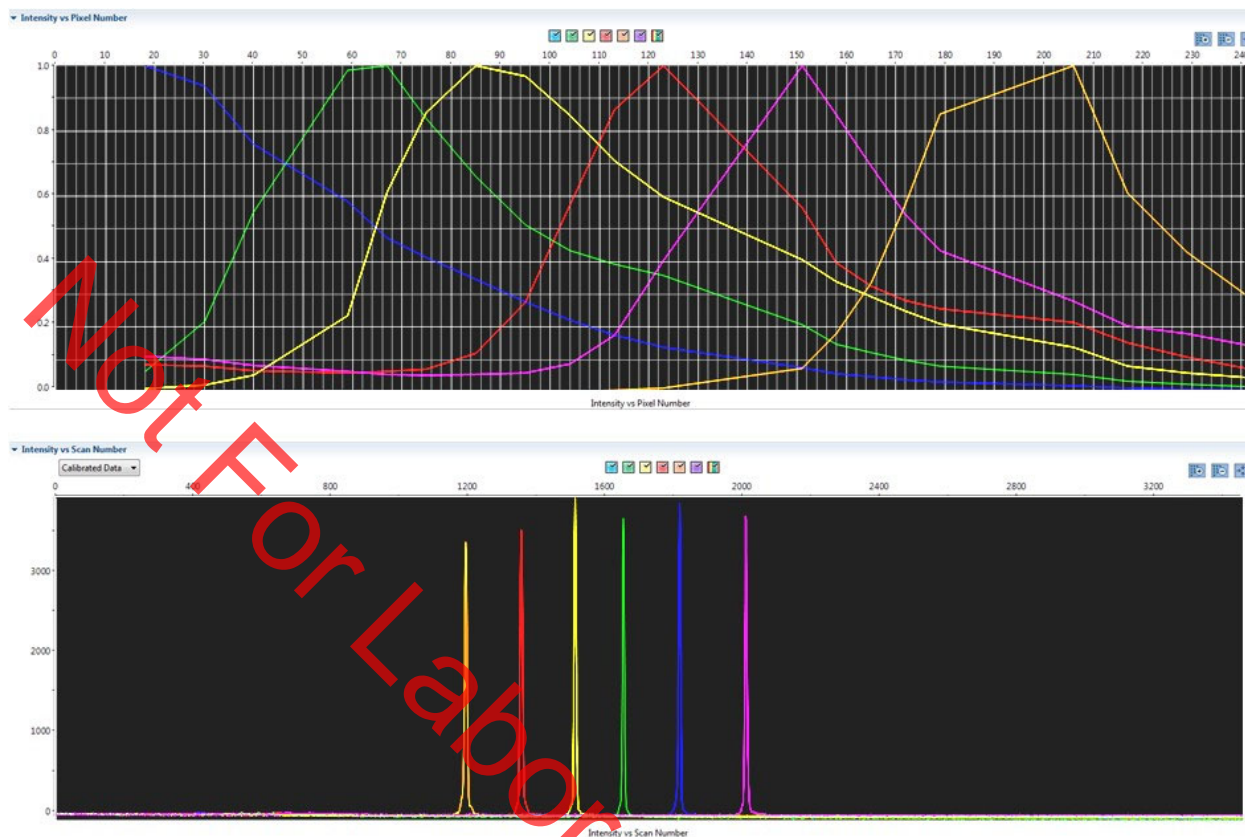 Intensity vs Pixel Number
0 10 20 30 40 50 60 70 80 90 100 110 120 130 140 150 160 170 180 190 200 210 220 230
1.0
0.8
0.6
0.4
0.2
0.0
Intensity vs Pixel Number
Intensity vs Scan Number
Calibrated Data
0 400 800 1200 1600 2000 2400 2800 3200
3000
2000
1000
0
Intensity vs Scan Number
Not For Labor